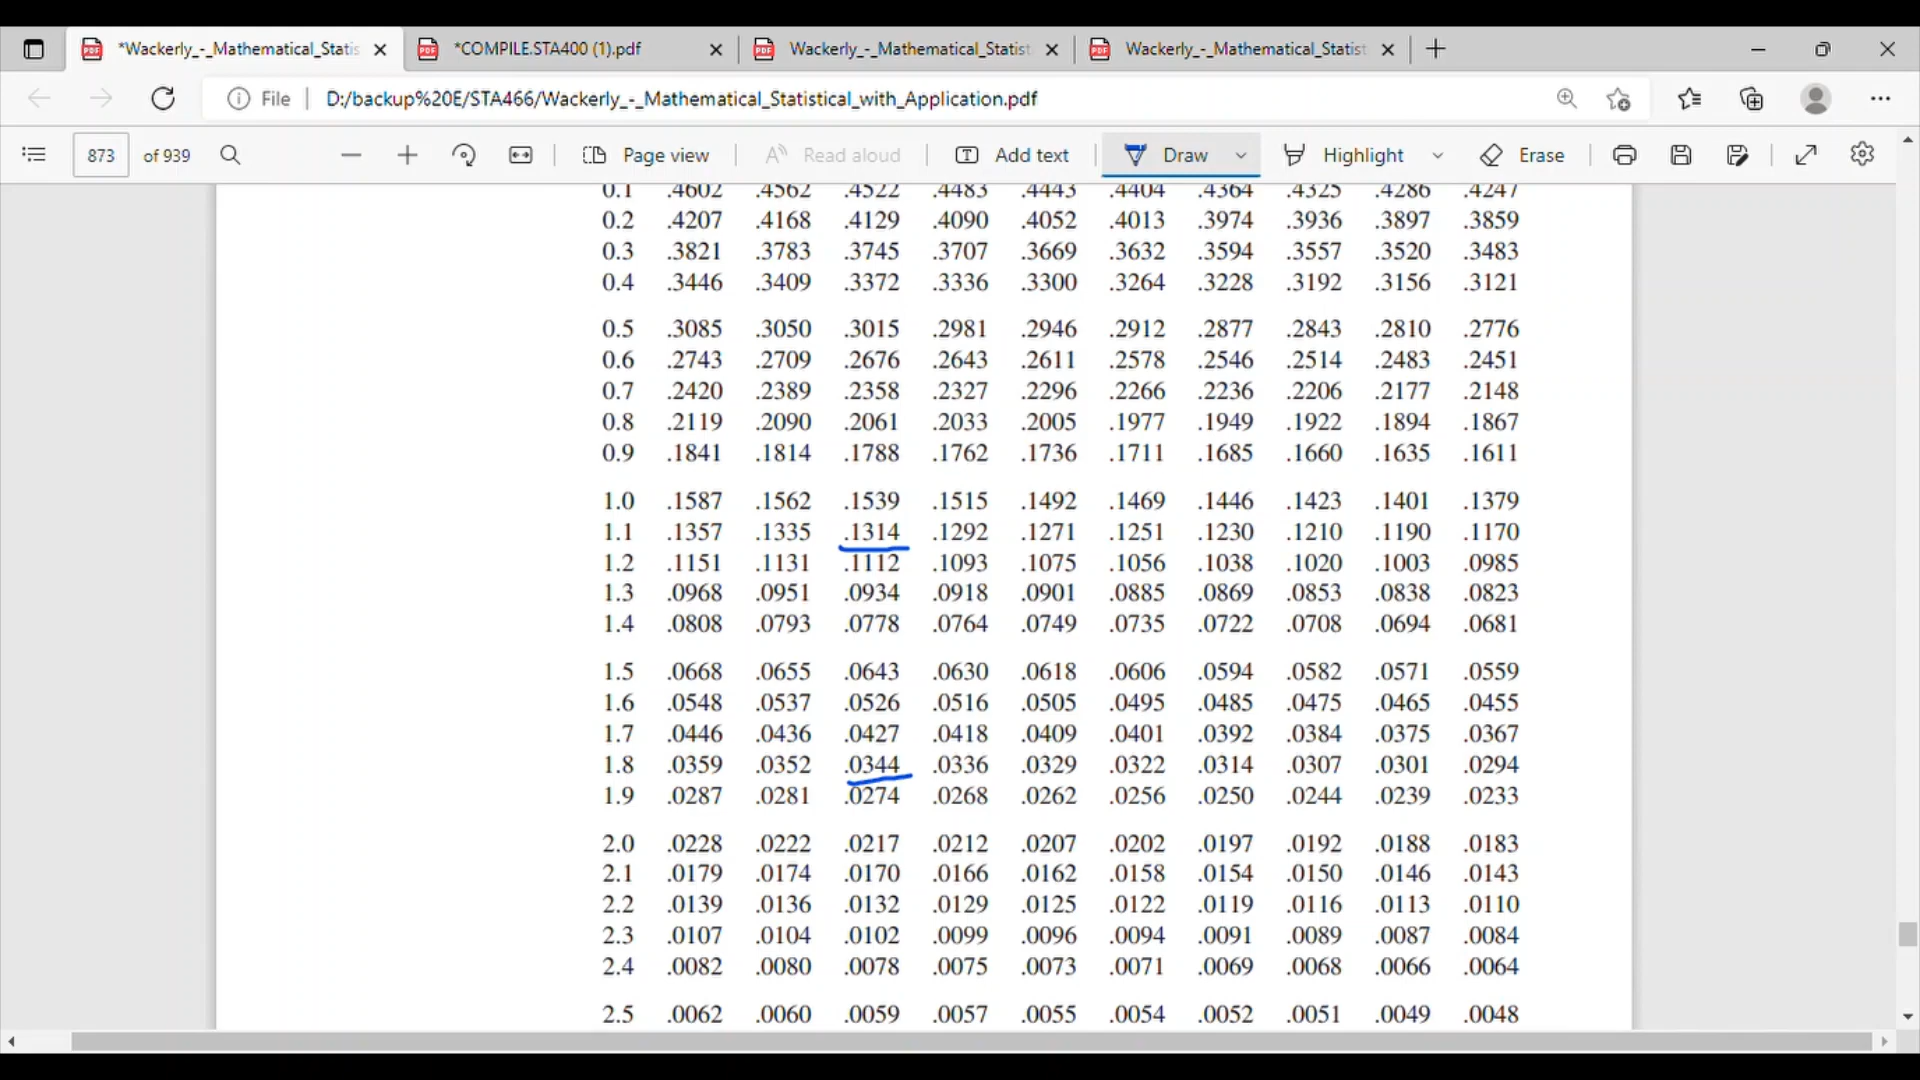 *Wackerly_-_Mathematical_Statis
*COMPILE.STA400 (1).pdf
Wackerly_-_Mathematical_Statist
Wackerly_-_Mathematical_Statist
File D:/backup%20E/STA466/Wackerly_-_Mathematical_Statistical_with_Application.pdf
873 of 939 Page view Read aloud Add text Draw Highlight Erase
0.1 .4602 .4562 .4522 .4483 .4443 .4404 .4364 .4325 .4286 .4247
0.2 .4207 .4168 .4129 .4090 .4052 .4013 .3974 .3936 .3897 .3859
0.3 .3821 .3783 .3745 .3707 .3669 .3632 .3594 .3557 .3520 .3483
0.4 .3446 .3409 .3372 .3336 .3300 .3264 .3228 .3192 .3156 .3121
0.5 .3085 .3050 .3015 .2981 .2946 .2912 .2877 .2843 .2810 .2776
0.6 .2743 .2709 .2676 .2643 .2611 .2578 .2546 .2514 .2483 .2451
0.7 .2420 .2389 .2358 .2327 .2296 .2266 .2236 .2206 .2177 .2148
0.8 .2119 .2090 .2061 .2033 .2005 .1977 .1949 .1922 .1894 .1867
0.9 .1841 .1814 .1788 .1762 .1736 .1711 .1685 .1660 .1635 .1611
1.0 .1587 .1562 .1539 .1515 .1492 .1469 .1446 .1423 .1401 .1379
1.1 .1357 .1335 .1314 .1292 .1271 .1251 .1230 .1210 .1190 .1170
1.2 .1151 .1131 .1112 .1093 .1075 .1056 .1038 .1020 .1003 .0985
1.3 .0968 .0951 .0934 .0918 .0901 .0885 .0869 .0853 .0838 .0823
1.4 .0808 .0793 .0778 .0764 .0749 .0735 .0722 .0708 .0694 .0681
1.5 .0668 .0655 .0643 .0630 .0618 .0606 .0594 .0582 .0571 .0559
1.6 .0548 .0537 .0526 .0516 .0505 .0495 .0485 .0475 .0465 .0455
1.7 .0446 .0436 .0427 .0418 .0409 .0401 .0392 .0384 .0375 .0367
1.8 .0359 .0352 .0344 .0336 .0329 .0322 .0314 .0307 .0301 .0294
1.9 .0287 .0281 .0274 .0268 .0262 .0256 .0250 .0244 .0239 .0233
2.0 .0228 .0222 .0217 .0212 .0207 .0202 .0197 .0192 .0188 .0183
2.1 .0179 .0174 .0170 .0166 .0162 .0158 .0154 .0150 .0146 .0143
2.2 .0139 .0136 .0132 .0129 .0125 .0122 .0119 .0116 .0113 .0110
2.3 .0107 .0104 .0102 .0099 .0096 .0094 .0091 .0089 .0087 .0084
2.4 .0082 .0080 .0078 .0075 .0073 .0071 .0069 .0068 .0066 .0064
2.5 .0062 .0060 .0059 .0057 .0055 .0054 .0052 .0051 .0049 .0048